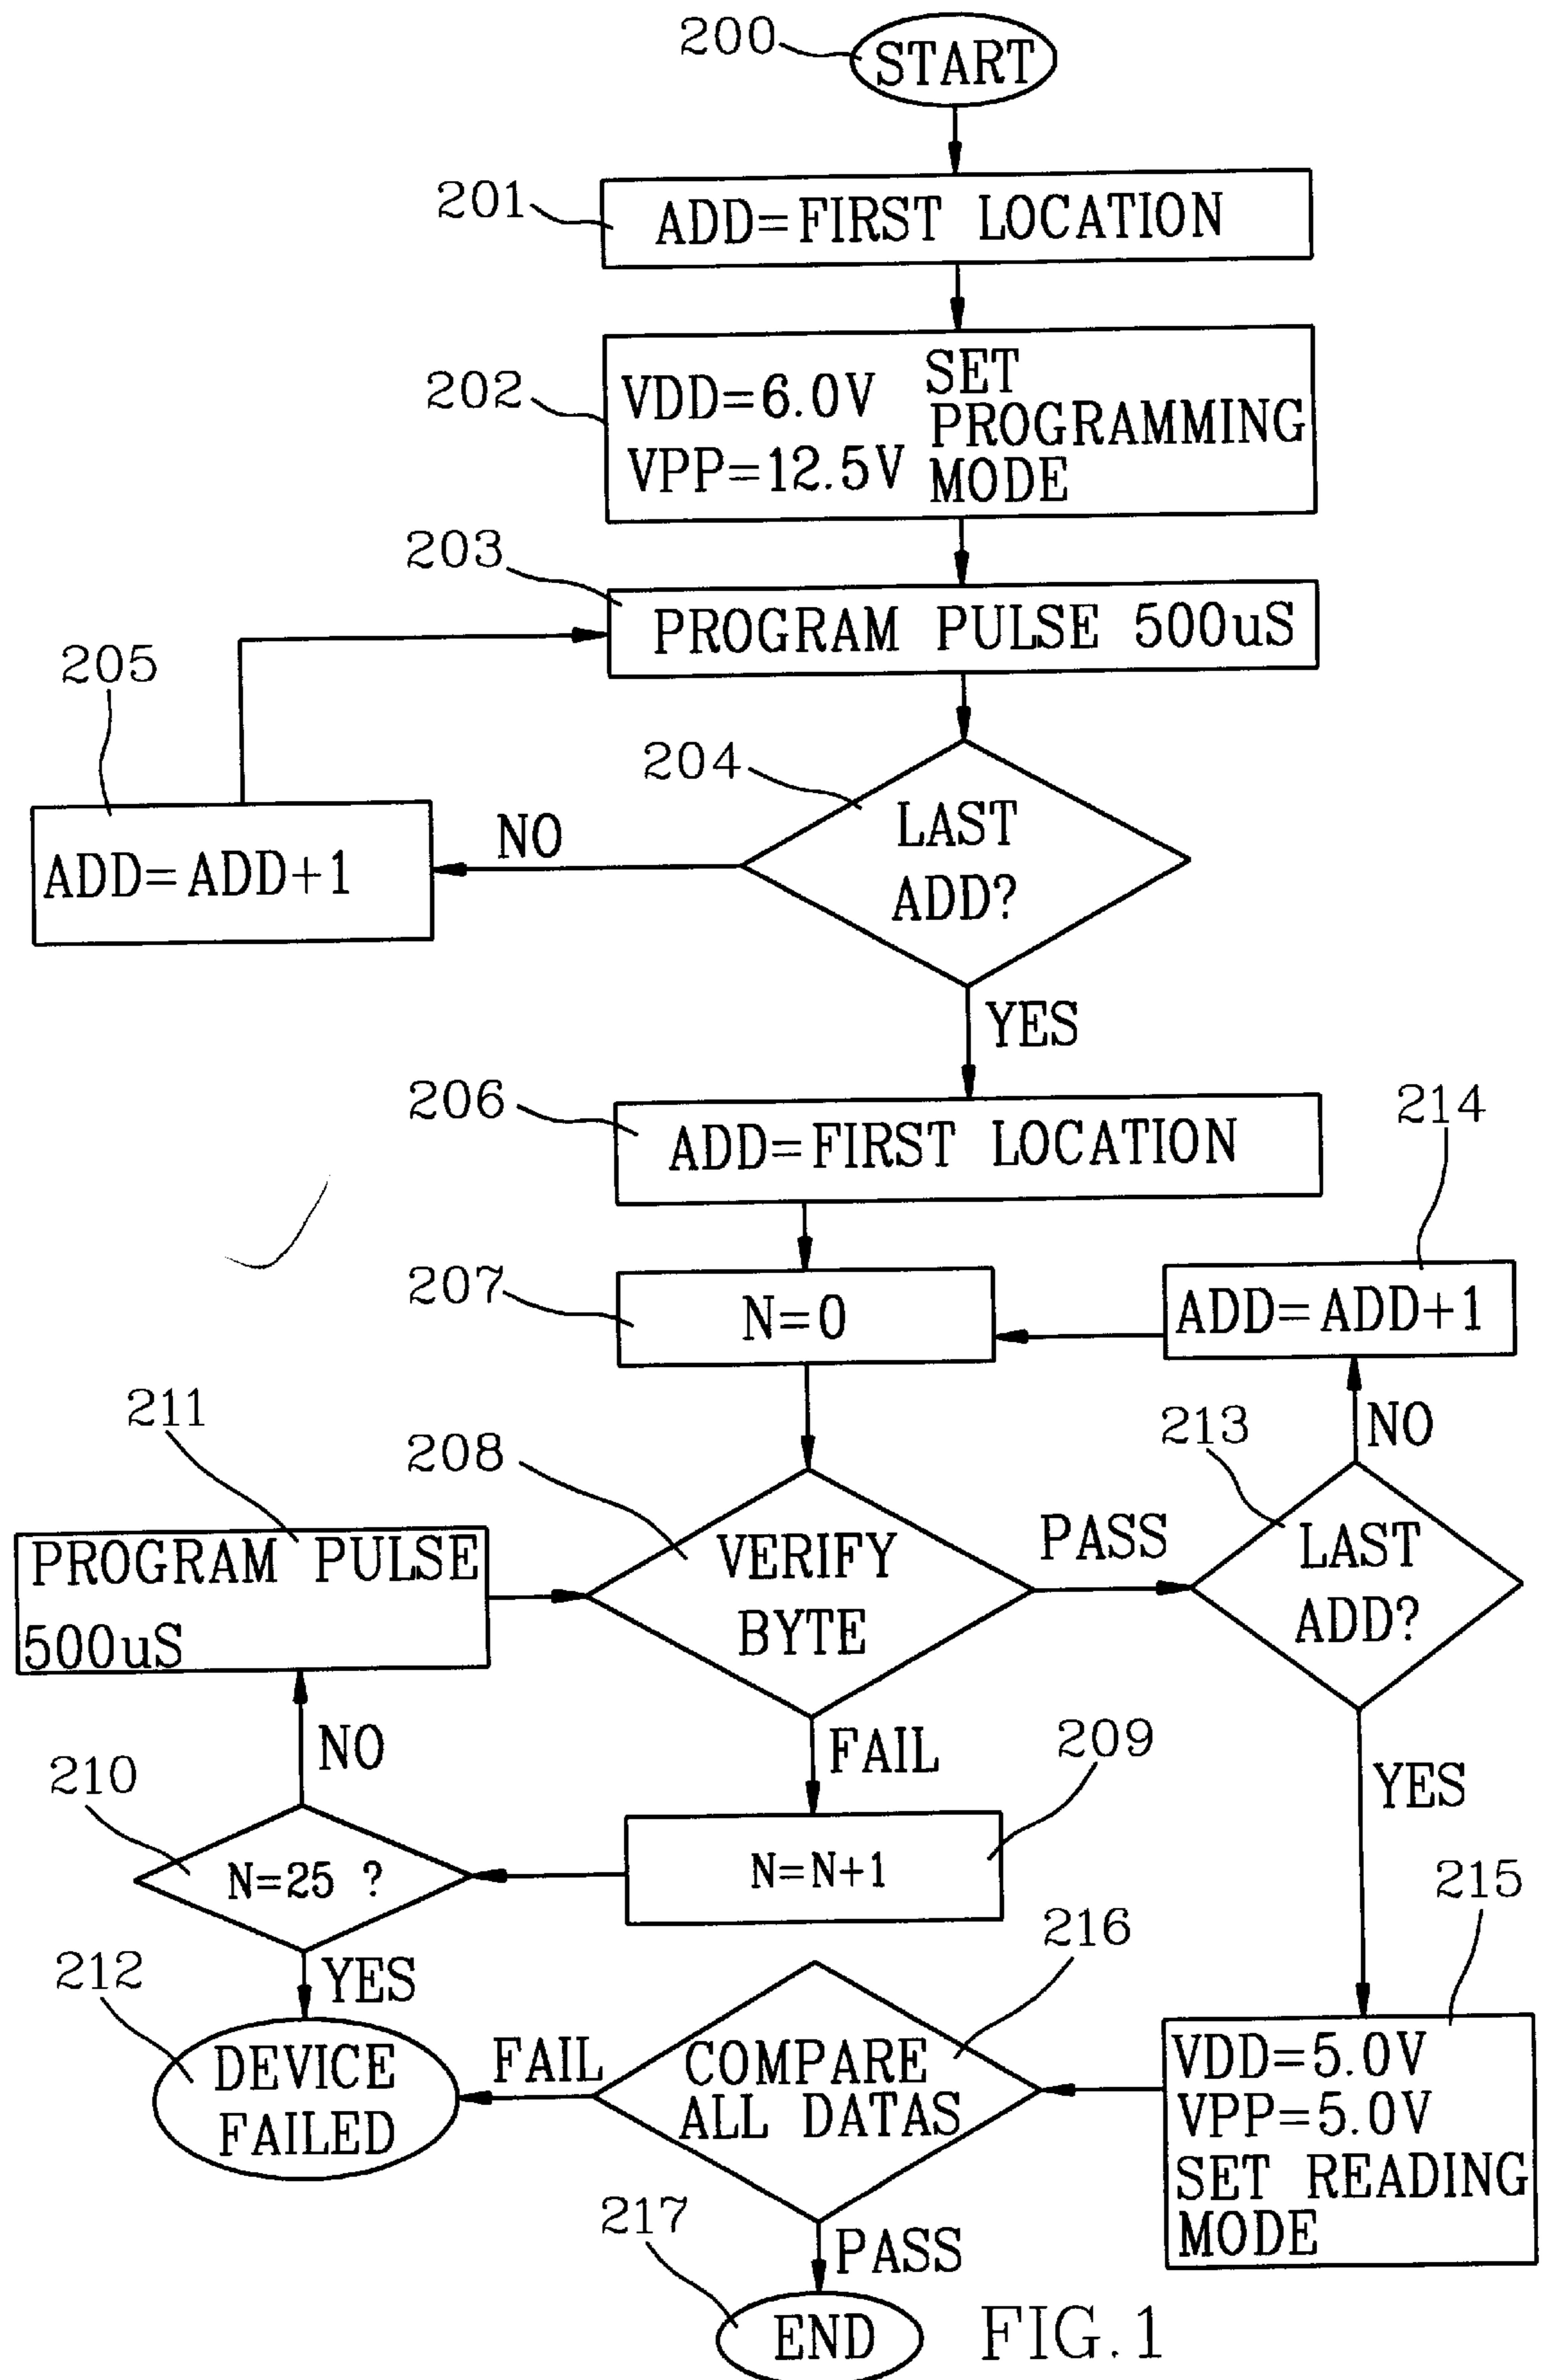 200
START
201
ADD=FIRST LOCATION
202
VDD=6.0V
VPP=12.5V
SET
PROGRAMMING
MODE
203
PROGRAM PULSE 500uS
205
204
LAST
ADD?
NO
ADD=ADD+1
YES
206
ADD=FIRST LOCATION
214
207
N=0
ADD=ADD+1
211
208
213
NO
PROGRAM PULSE
500uS
VERIFY
BYTE
PASS
LAST
ADD?
NO
FAIL
209
YES
210
N=25 ?
N=N+1
215
216
212
YES
DEVICE
FAILED
FAIL
COMPARE
ALL DATAS
VDD=5.0V
VPP=5.0V
SET READING
MODE
217
PASS
END
FIG.1